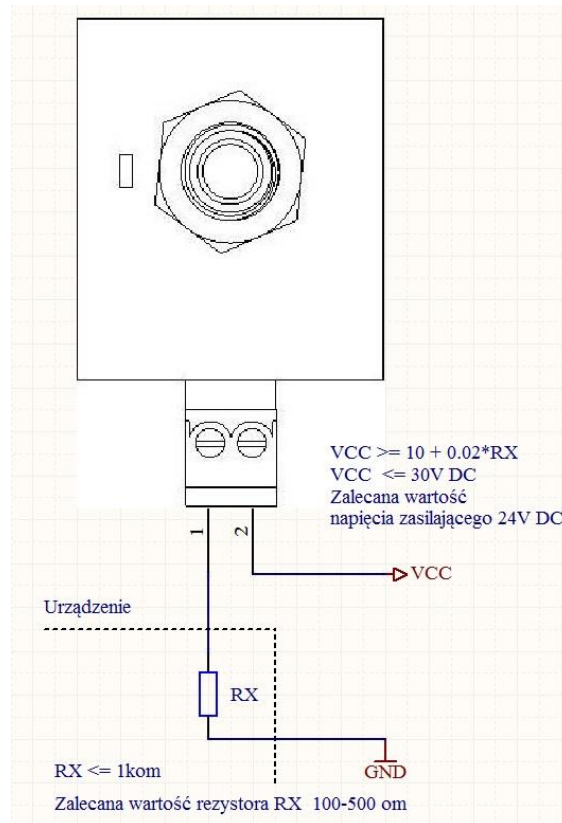 VCC >= 10 + 0.02*RX
VCC <= 30V DC
Zalecana wartość
napięcia zasilającego 24V DC
1
2
VCC
Urządzenie
RX
RX <= 1kom
GND
Zalecana wartość rezystora RX 100-500 om